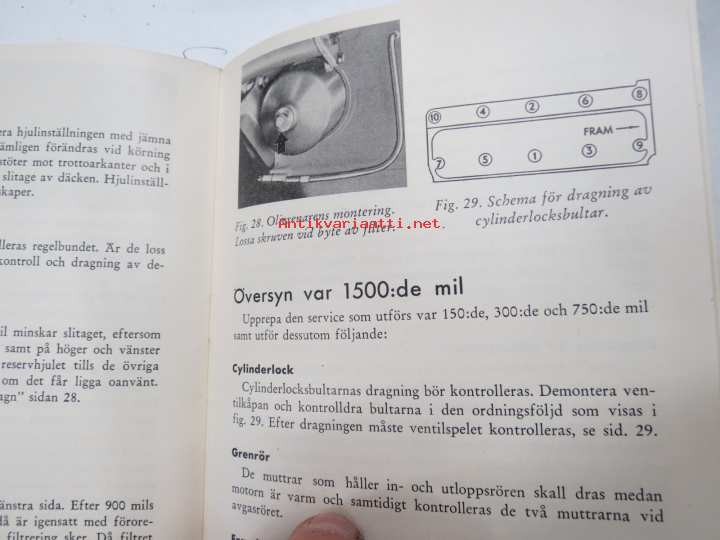 era hjulinställningen med jämna
ämligen förändras vid körning
stöter mot trottoarkanter och i
slitage av däcken. Hjulinställ-
kaper.
lleras regelbundet. Är de loss
kontroll och dragning av de-
il minskar slitaget, eftersom
samt på höger och vänster
reservhjulet tills de övriga
om det får ligga oanvänt.
agn" sidan 28.
änstra sida. Efter 900 mils
då är igensatt med förore-
filtrering sker. Då filtret
Fig. 28. Oljerenarens montering.
Lossa skruven vid byte av filter.
Antikvariaatti.net
10 4 2 6 8
FRAM
7 5 1 3 9
Fig. 29. Schema för dragning av
cylinderlocksbultar.
Översyn var 1500:de mil
Upprepa den service som utförs var 150:de, 300:de och 750:de mil
samt utför dessutom följande:
Cylinderlock
Cylinderlocksbultarnas dragning bör kontrolleras. Demontera ven-
tilkåpan och kontrolldra bultarna i den ordningsföljd som visas i
fig. 29. Efter dragningen måste ventilspelet kontrolleras, se sid. 29.
Grenrör
De muttrar som håller in- och utloppsrören skall dras medan
motorn är varm och samtidigt kontrolleras de två muttrarna vid
avgasröret.